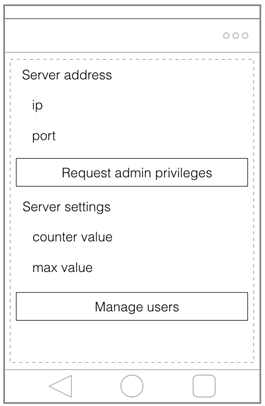 Server address
ip
port
Request admin privileges
Server settings
counter value
max value
Manage users